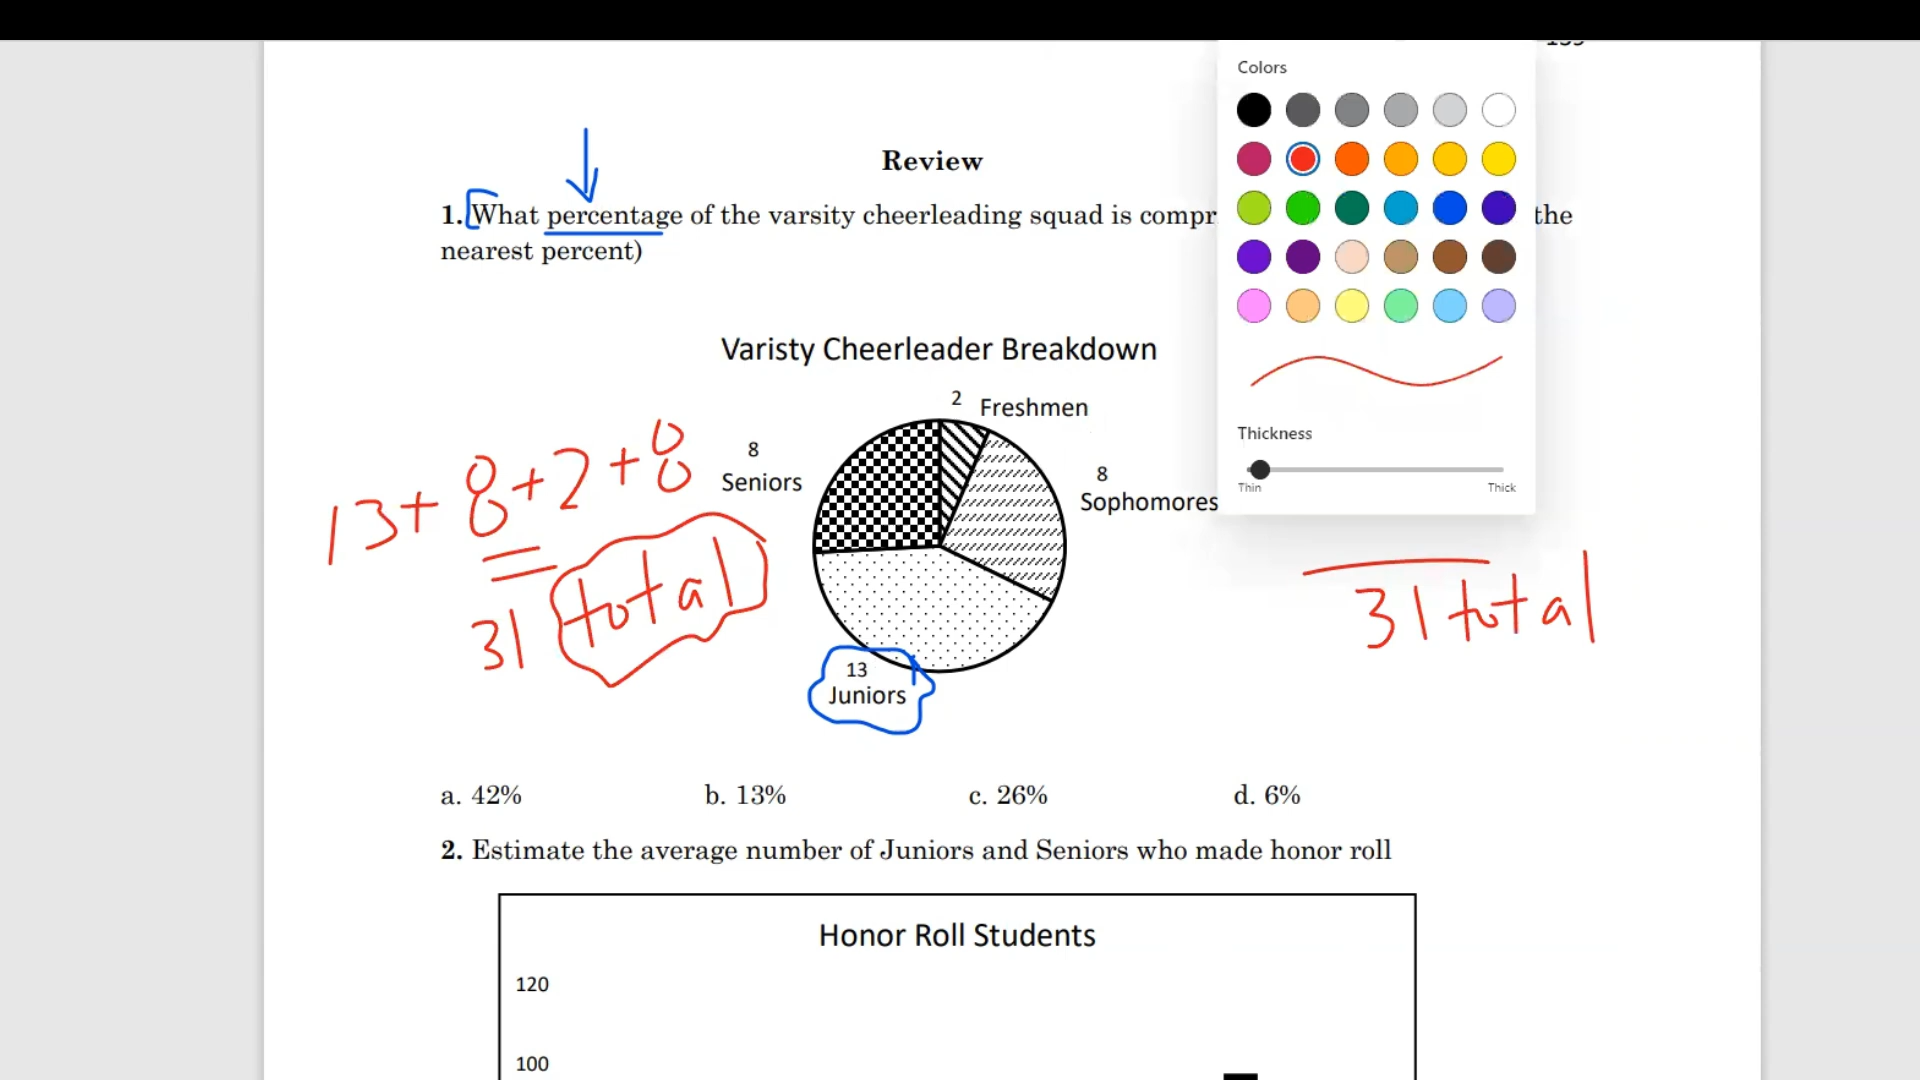 Colors
Review
1. What percentage of the varsity cheerleading squad is compr the
nearest percent)
Varisty Cheerleader Breakdown
2 Freshmen
8
Seniors
8
Sophomores
13 + 8 + 2 + 8
31 total
13
Juniors
Thickness
Thin Thick
31 total
a. 42% b. 13% c. 26% d. 6%
2. Estimate the average number of Juniors and Seniors who made honor roll
Honor Roll Students
120
100